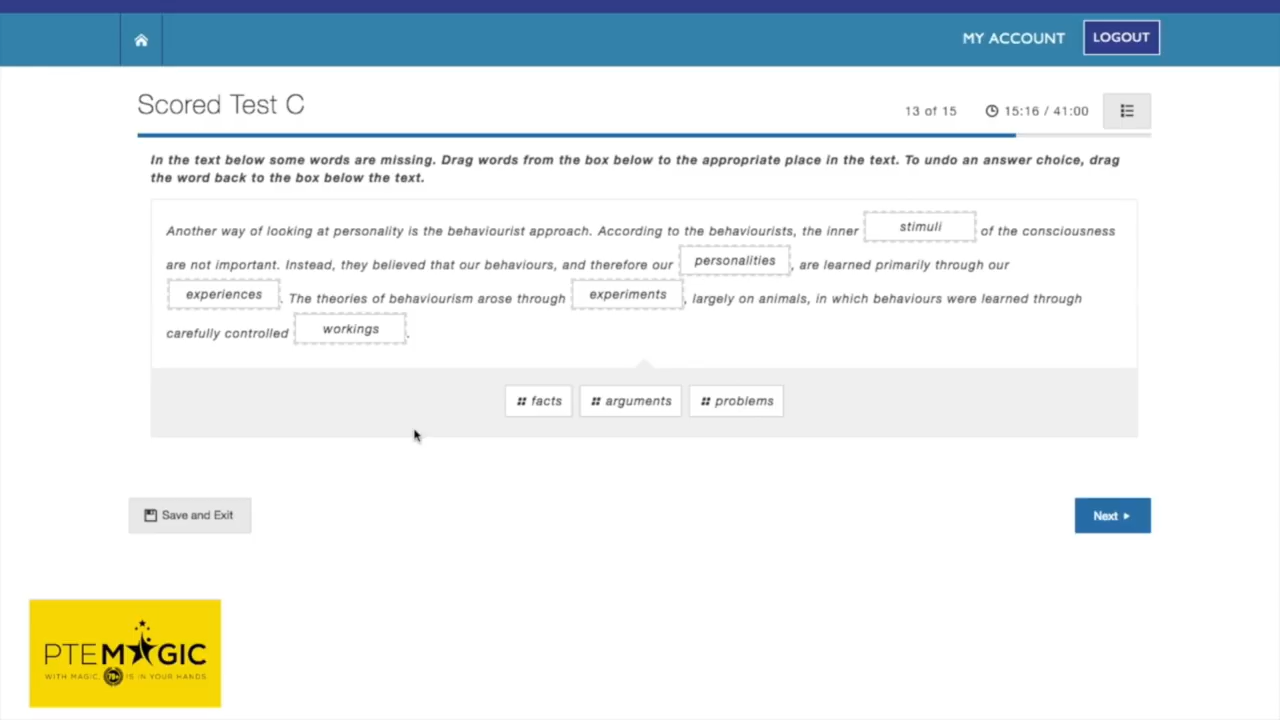 MY ACCOUNT LOGOUT
Scored Test C 13 of 15 15:16 / 41:00
In the text below some words are missing. Drag words from the box below to the appropriate place in the text. To undo an answer choice, drag
the word back to the box below the text.
Another way of looking at personality is the behaviourist approach. According to the behaviourists, the inner stimuli of the consciousness
are not important. Instead, they believed that our behaviours, and therefore our personalities , are learned primarily through our
experiences . The theories of behaviourism arose through experiments , largely on animals, in which behaviours were learned through
carefully controlled workings .
facts arguments problems
Save and Exit Next
PTEMAGIC
WITH MAGIC, 79+ IS IN YOUR HANDS